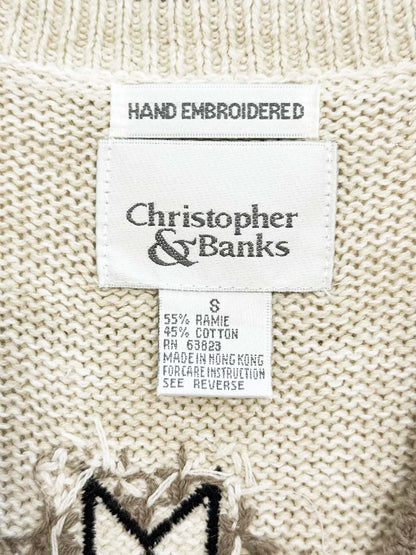 HAND EMBROIDERED
Christopher
& Banks
S
55% RAMIE
45% COTTON
RN 63823
MADE IN HONG KONG
FOR CARE INSTRUCTION
SEE REVERSE